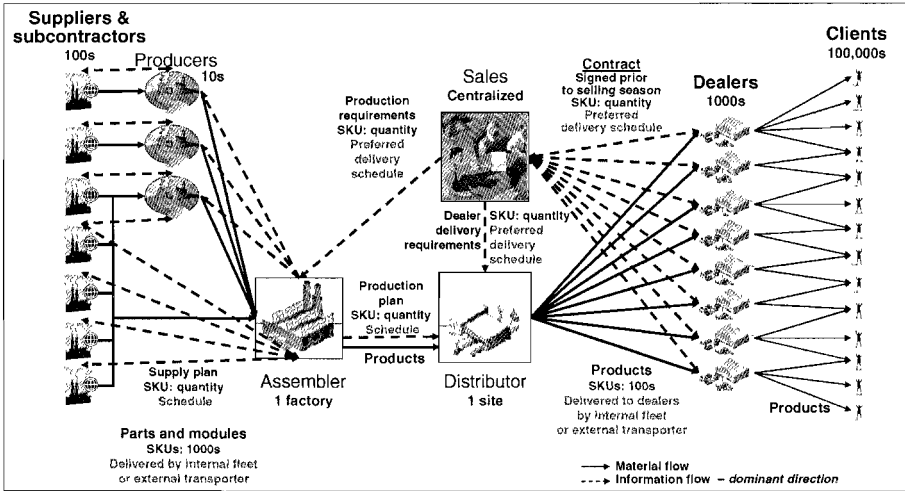 Suppliers &
subcontractors
100s
Producers
10s
Production
requirements
SKU: quantity
Preferred
delivery
schedule
Sales
Centralized
Contract
Signed prior
to selling season
SKU: quantity
Preferred
delivery schedule
Dealers
1000s
Clients
100,000s
Dealer
delivery
requirements
SKU: quantity
Preferred
delivery
schedule
Production
plan
SKU: quantity
Schedule
Products
Supply plan
SKU: quantity
Schedule
Assembler
1 factory
Distributor
1 site
Products
SKUs: 100s
Delivered to dealers
by internal fleet
or external transporter
Products
Parts and modules
SKUs: 1000s
Delivered by internal fleet
or external transporter
Material flow
Information flow – dominant direction